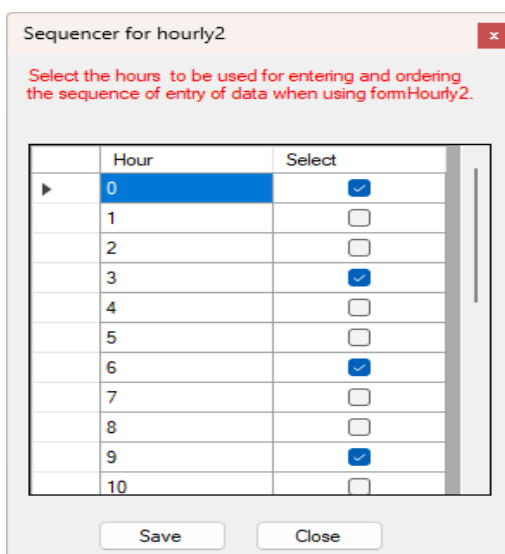 Sequencer for hourly2
x
Select the hours to be used for entering and ordering
the sequence of entry of data when using formHourly2.
Hour Select
0
1
2
3
4
5
6
7
8
9
10
Save Close